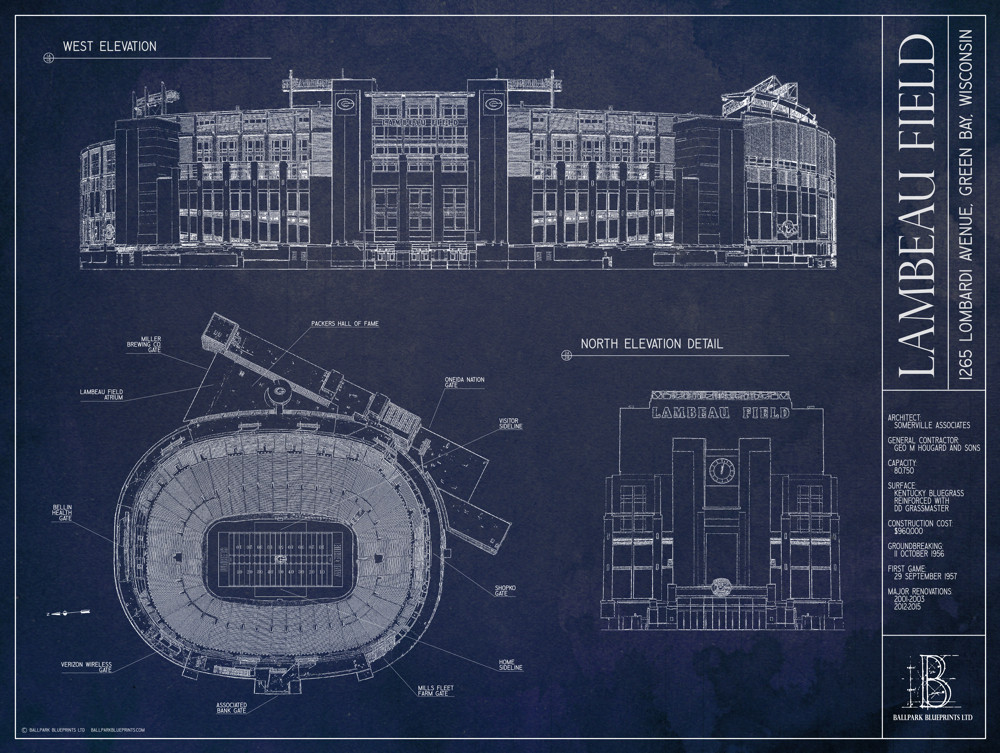 WEST ELEVATION
LAMBEAU FIELD
PACKERS HALL OF FAME
MILLER
BREWING CO
GATE
LAMBEAU FIELD
ATRIUM
ONEIDA NATION
GATE
VISITOR
SIDELINE
BELLIN
HEALTH
GATE
SHOPKO
GATE
HOME
SIDELINE
MILLS FLEET
FARM GATE
ASSOCIATED
BANK GATE
VERIZON WIRELESS
GATE
NORTH ELEVATION DETAIL
LAMBEAU FIELD
LAMBEAU FIELD
1265 LOMBARDI AVENUE, GREEN BAY, WISCONSIN
ARCHITECT:
SOMERVILLE ASSOCIATES
GENERAL CONTRACTOR:
GEO M HOUGARD AND SONS
CAPACITY:
80,750
SURFACE:
KENTUCKY BLUEGRASS
REINFORCED WITH
DD GRASSMASTER
CONSTRUCTION COST:
$960,000
GROUNDBREAKING:
11 OCTOBER 1956
FIRST GAME:
29 SEPTEMBER 1957
MAJOR RENOVATIONS
2001-2003
2012-2015
B
BALLPARK BLUEPRINTS LTD
© BALLPARK BLUEPRINTS LTD BALLPARKBLUEPRINTS.COM